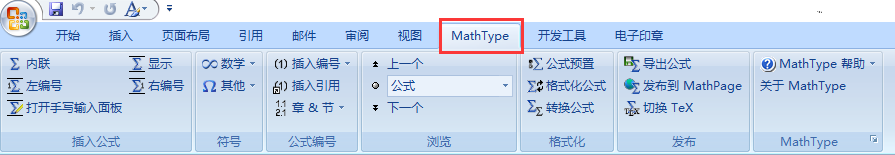 开始 插入 页面布局 引用 邮件 审阅 视图 MathType 开发工具 电子印章
Σ 内联 Σ 显示 ∞ 数学 (1) 插入编号 上一个 公式预置 导出公式 MathType 帮助
左编号 右编号 Ω 其他 (1) 插入引用 公式 格式化公式 发布到 MathPage 关于 MathType
打开手写输入面板 1.1 2.1 章 & 节 下一个 转换公式 切换 TeX
插入公式 符号 公式编号 浏览 格式化 发布 MathType